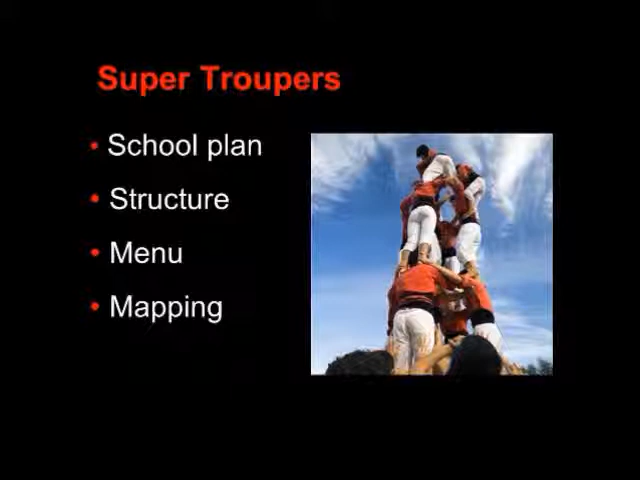 Super Troupers
• School plan
• Structure
• Menu
• Mapping